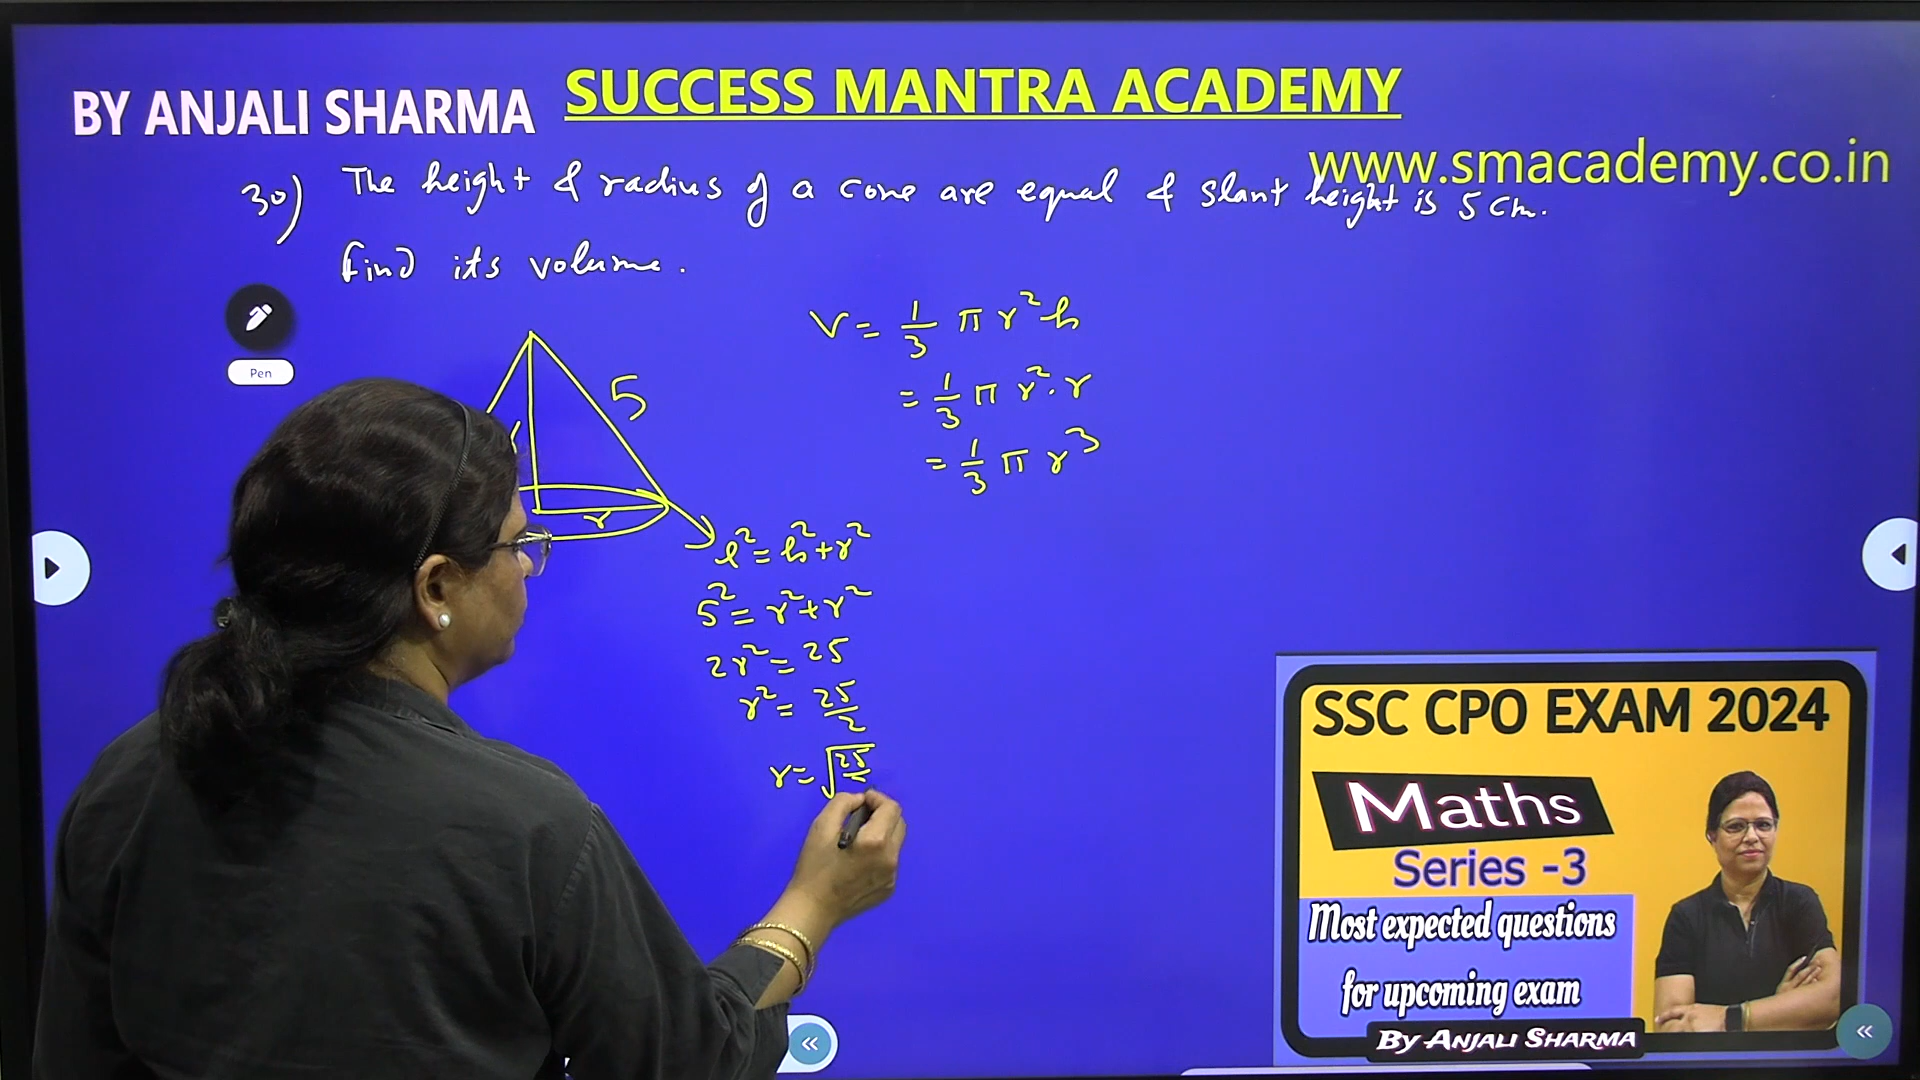 BY ANJALI SHARMA
SUCCESS MANTRA ACADEMY
www.smacademy.co.in
30) The height & radius of a cone are equal & slant height is 5 cm.
find its volume.
Pen
5
r
V = 1/3 π r² h
= 1/3 π r² · r
= 1/3 π r³
l² = h² + r²
5² = r² + r²
2r² = 25
r² = 25/2
r = √25
SSC CPO EXAM 2024
Maths
Series -3
Most expected questions
for upcoming exam
By Anjali Sharma